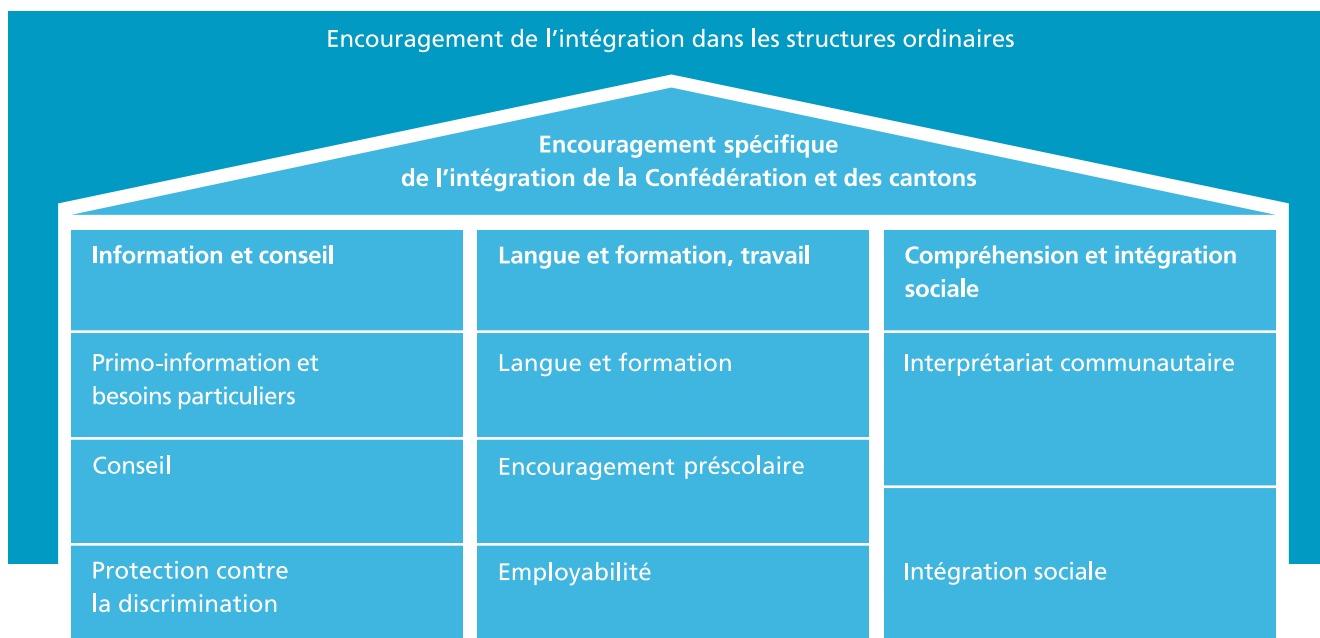 Encouragement de l’intégration dans les structures ordinaires
Encouragement spécifique
de l’intégration de la Confédération et des cantons
Information et conseil
Primo-information et
besoins particuliers
Conseil
Protection contre
la discrimination
Langue et formation, travail
Langue et formation
Encouragement préscolaire
Employabilité
Compréhension et intégration
sociale
Interprétariat communautaire
Intégration sociale